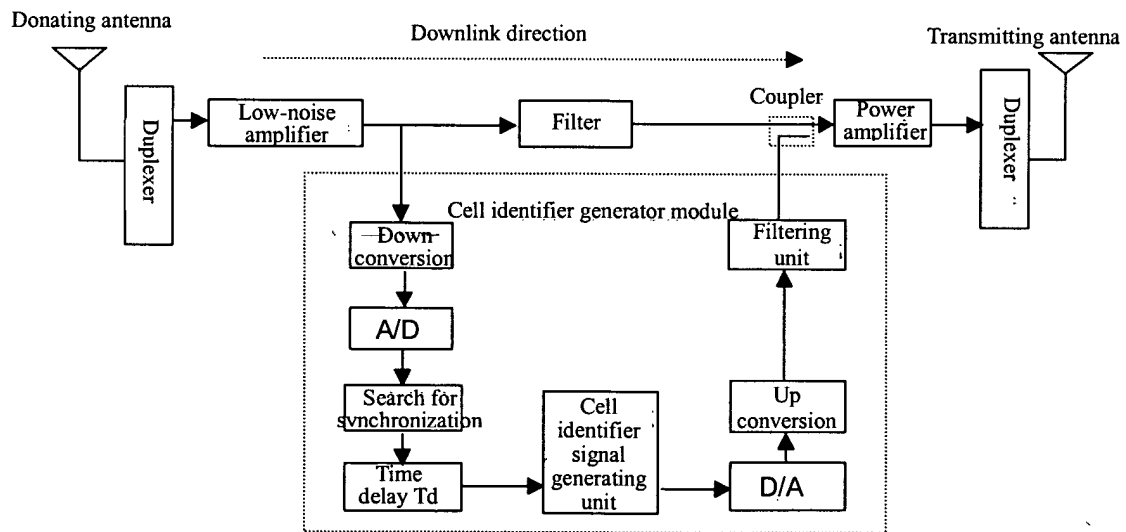 Donating antenna
Downlink direction
Transmitting antenna
Duplexer
Low-noise
amplifier
Filter
Coupler
Power
amplifier
Duplexer
Cell identifier generator module
Down
conversion
Filtering
unit
A/D
Search for
synchronization
Cell
identifier
signal
generating
unit
Up
conversion
Time
delay Td
D/A